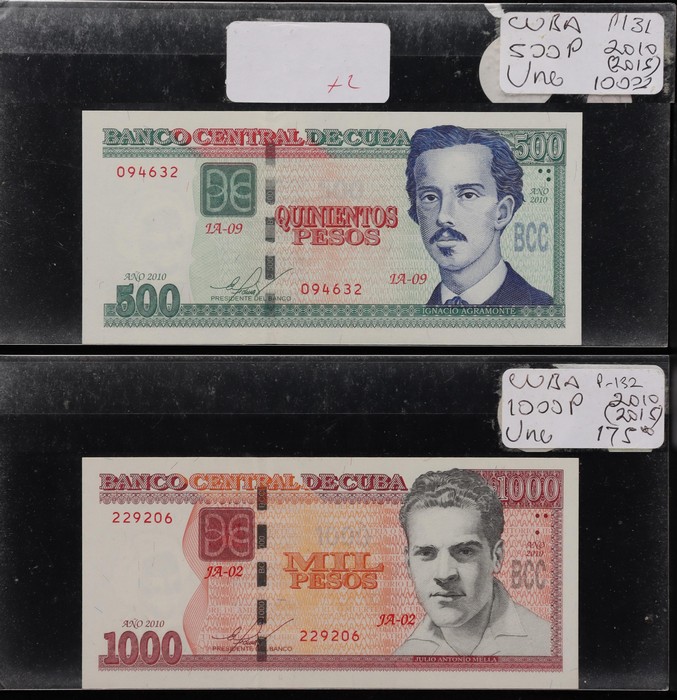 CUBA P131
500P 2010
(2015)
Unc 10023
+2
BANCO CENTRAL DE CUBA 500
094632
AÑO
2010
QUINIENTOS
PESOS
BCC
IA-09
AÑO 2010
IA-09
500
094632
PRESIDENTE DEL BANCO
IGNACIO AGRAMONTE
CUBA P-132
1000P 2010
(2015)
Unc 175
BANCO CENTRAL DE CUBA 1000
229206
AÑO
2010
MIL
PESOS
BCC
JA-02
JA-02
AÑO 2010
1000
229206
PRESIDENTE DEL BANCO
JULIO ANTONIO MELLA